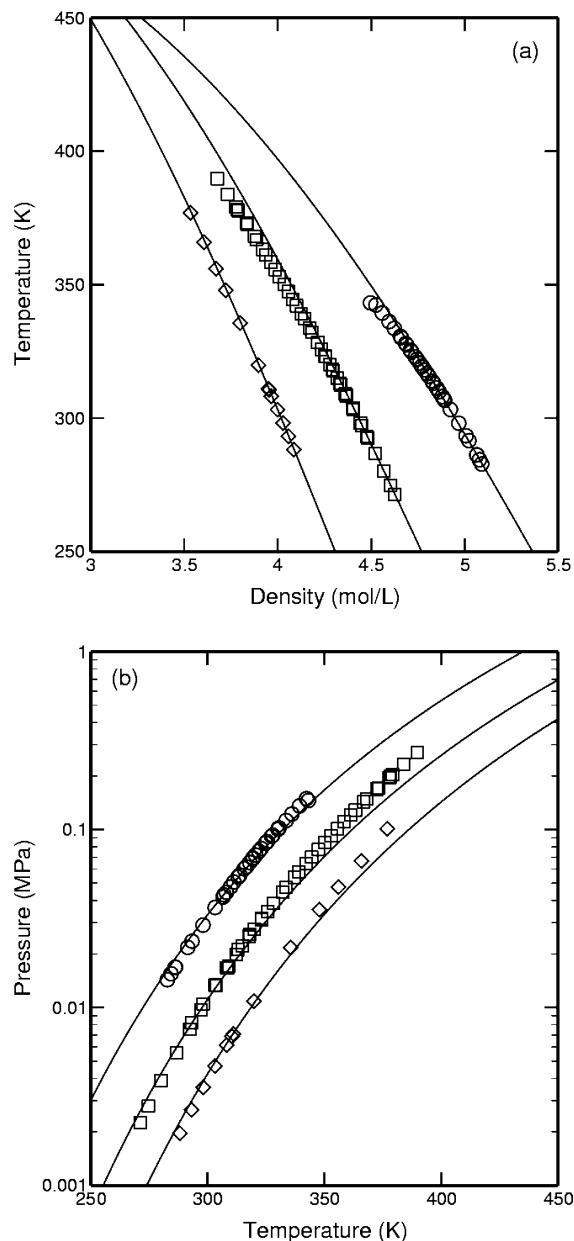 450
(a)
400
Temperature (K)
350
300
250
3 3.5 4 4.5 5 5.5
Density (mol/L)
1
(b)
0.1
Pressure (MPa)
0.01
0.001
250 300 350 400 450
Temperature (K)